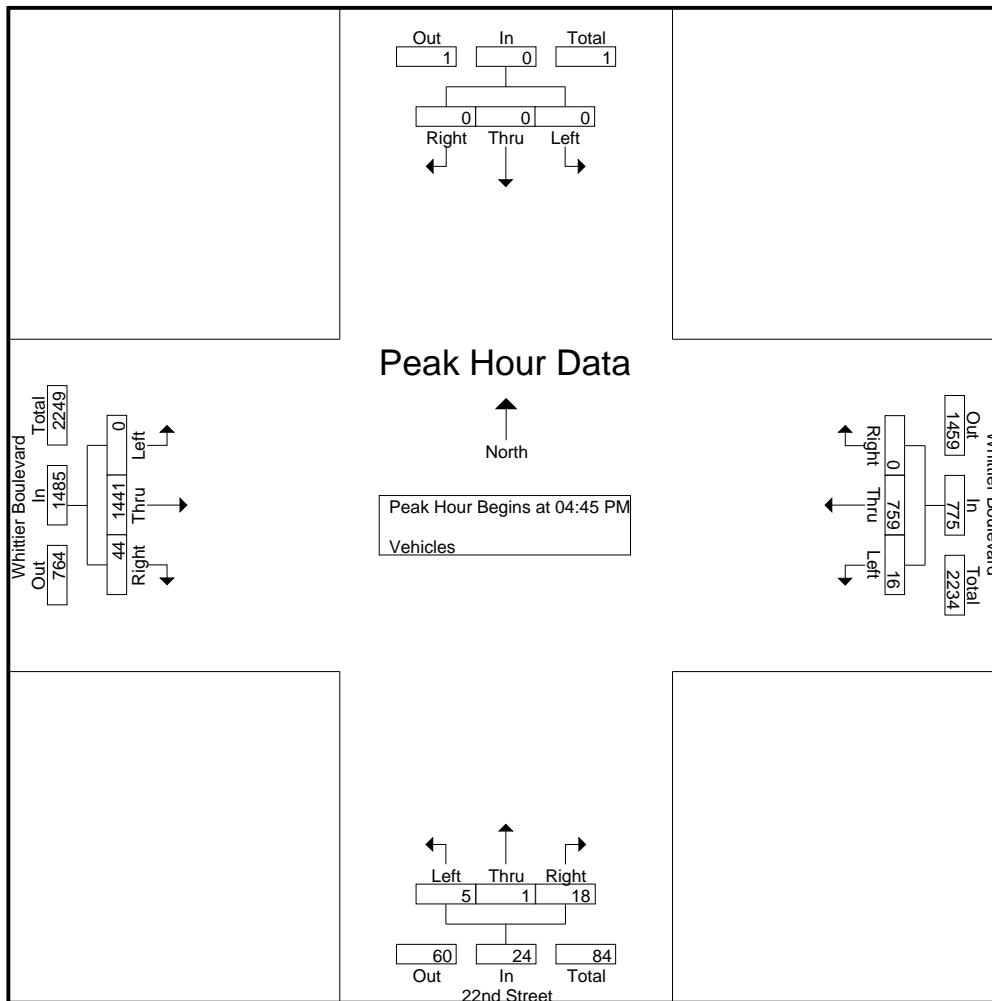 Out In Total
1 0 1
0 0 0
Right Thru Left
Peak Hour Data
North
Peak Hour Begins at 04:45 PM
Vehicles
Whittier Boulevard
Total In Out
2249 1485 764
0 1441 44
Left Thru Right
Right Thru Left
0 759 16
Out In Total
1459 775 2234
Whittier Boulevard
Left Thru Right
5 1 18
60 24 84
Out In Total
22nd Street